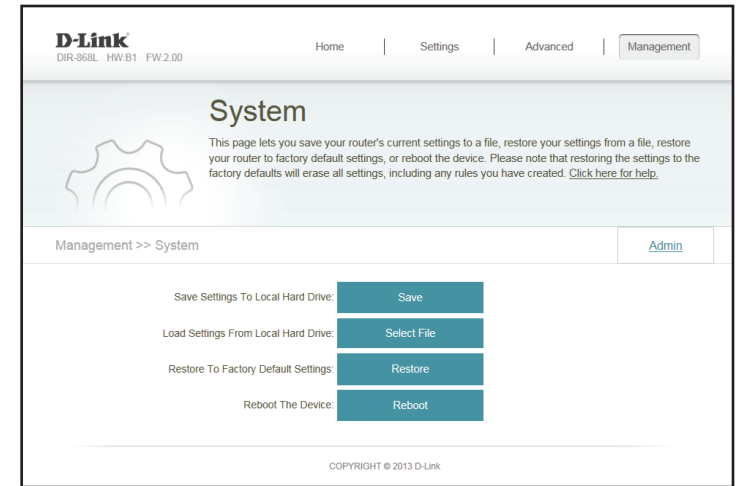 D-Link
DIR-868L HW:B1 FW:2.00
Home
Settings
Advanced
Management
System
This page lets you save your router's current settings to a file, restore your settings from a file, restore
your router to factory default settings, or reboot the device. Please note that restoring the settings to the
factory defaults will erase all settings, including any rules you have created. Click here for help.
Management >> System
Admin
Save Settings To Local Hard Drive:
Save
Load Settings From Local Hard Drive:
Select File
Restore To Factory Default Settings:
Restore
Reboot The Device:
Reboot
COPYRIGHT © 2013 D-Link